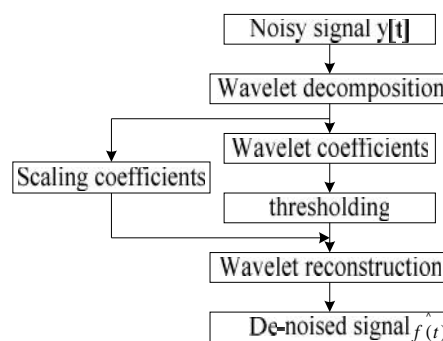 Noisy signal y[t]
Wavelet decomposition
Wavelet coefficients
Scaling coefficients
thresholding
Wavelet reconstruction
De-noised signal f̂(t)